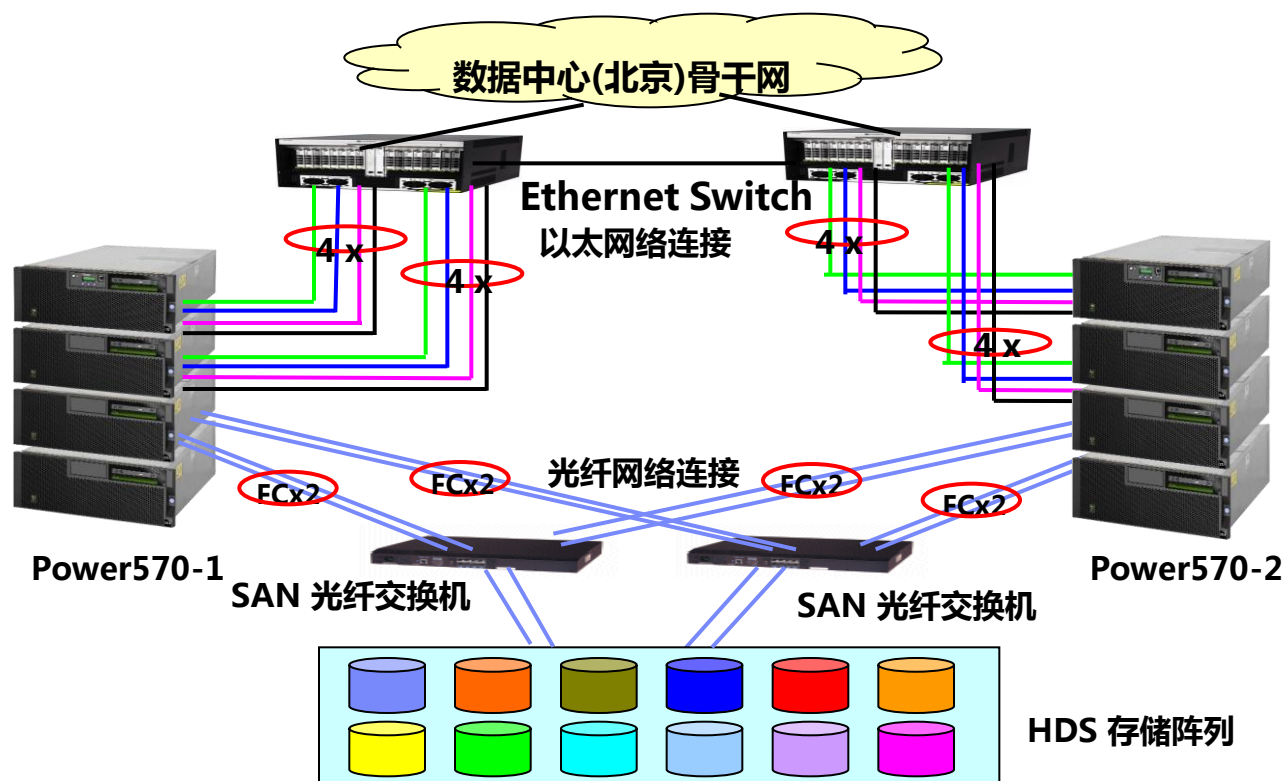 数据中心(北京)骨干网
Ethernet Switch
以太网络连接
4 x
4 x
4 x
4 x
光纤网络连接
FCx2
FCx2
FCx2
FCx2
Power570-1
Power570-2
SAN 光纤交换机
SAN 光纤交换机
HDS 存储阵列